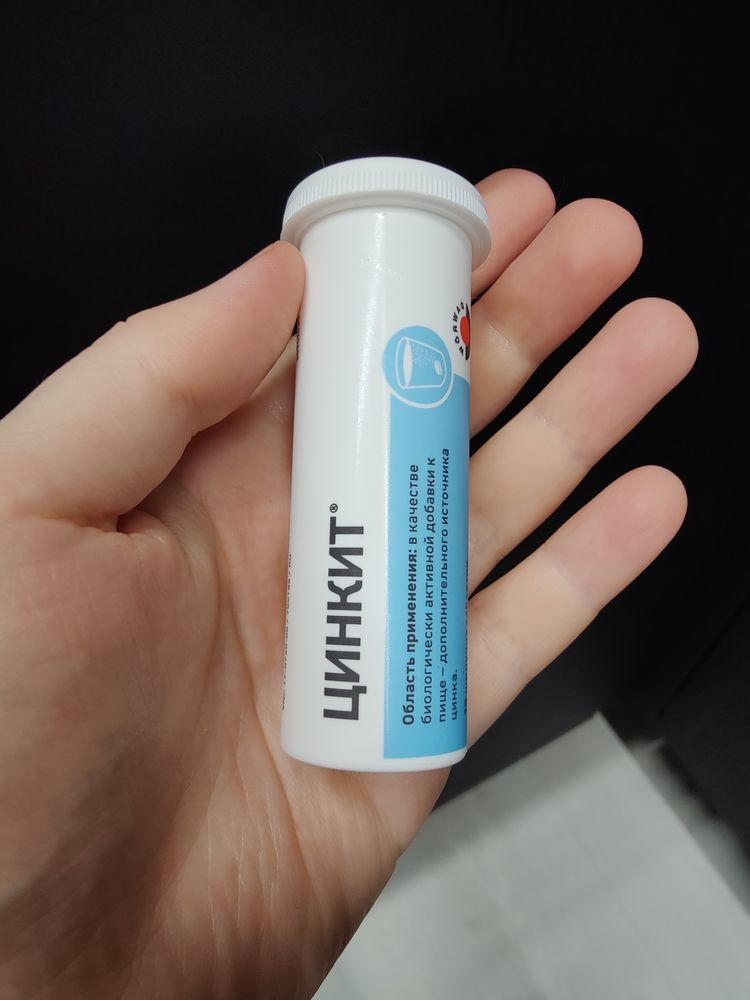 ЦИНКИТ®
Область применения: в качестве
биологически активной добавки к
пище – дополнительного источника
цинка.